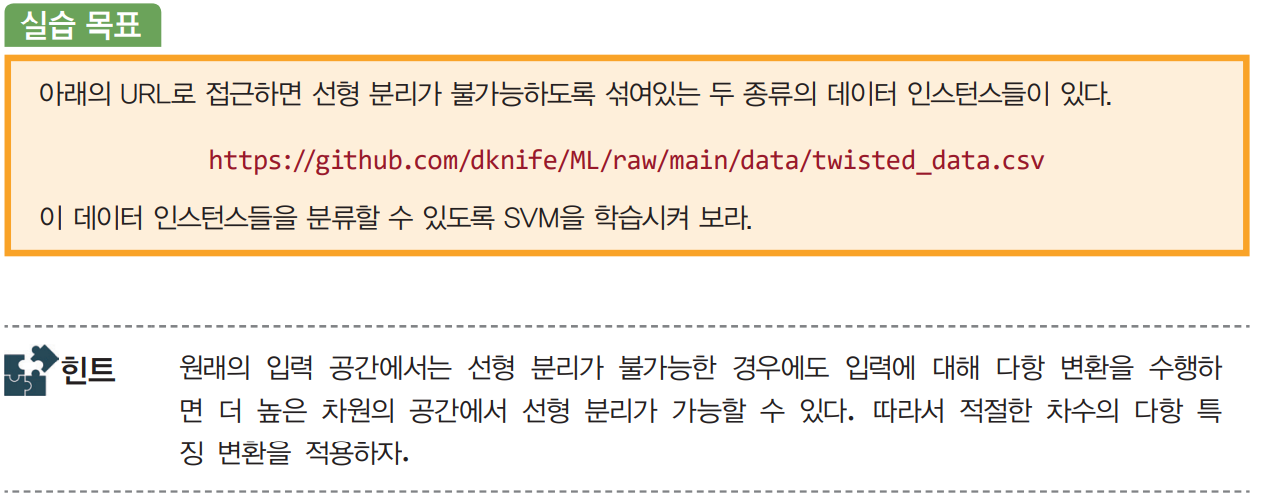 실습 목표
아래의 URL로 접근하면 선형 분리가 불가능하도록 섞여있는 두 종류의 데이터 인스턴스들이 있다.
https://github.com/dknife/ML/raw/main/data/twisted_data.csv
이 데이터 인스턴스들을 분류할 수 있도록 SVM을 학습시켜 보라.
힌트
원래의 입력 공간에서는 선형 분리가 불가능한 경우에도 입력에 대해 다항 변환을 수행하
면 더 높은 차원의 공간에서 선형 분리가 가능할 수 있다. 따라서 적절한 차수의 다항 특
징 변환을 적용하자.